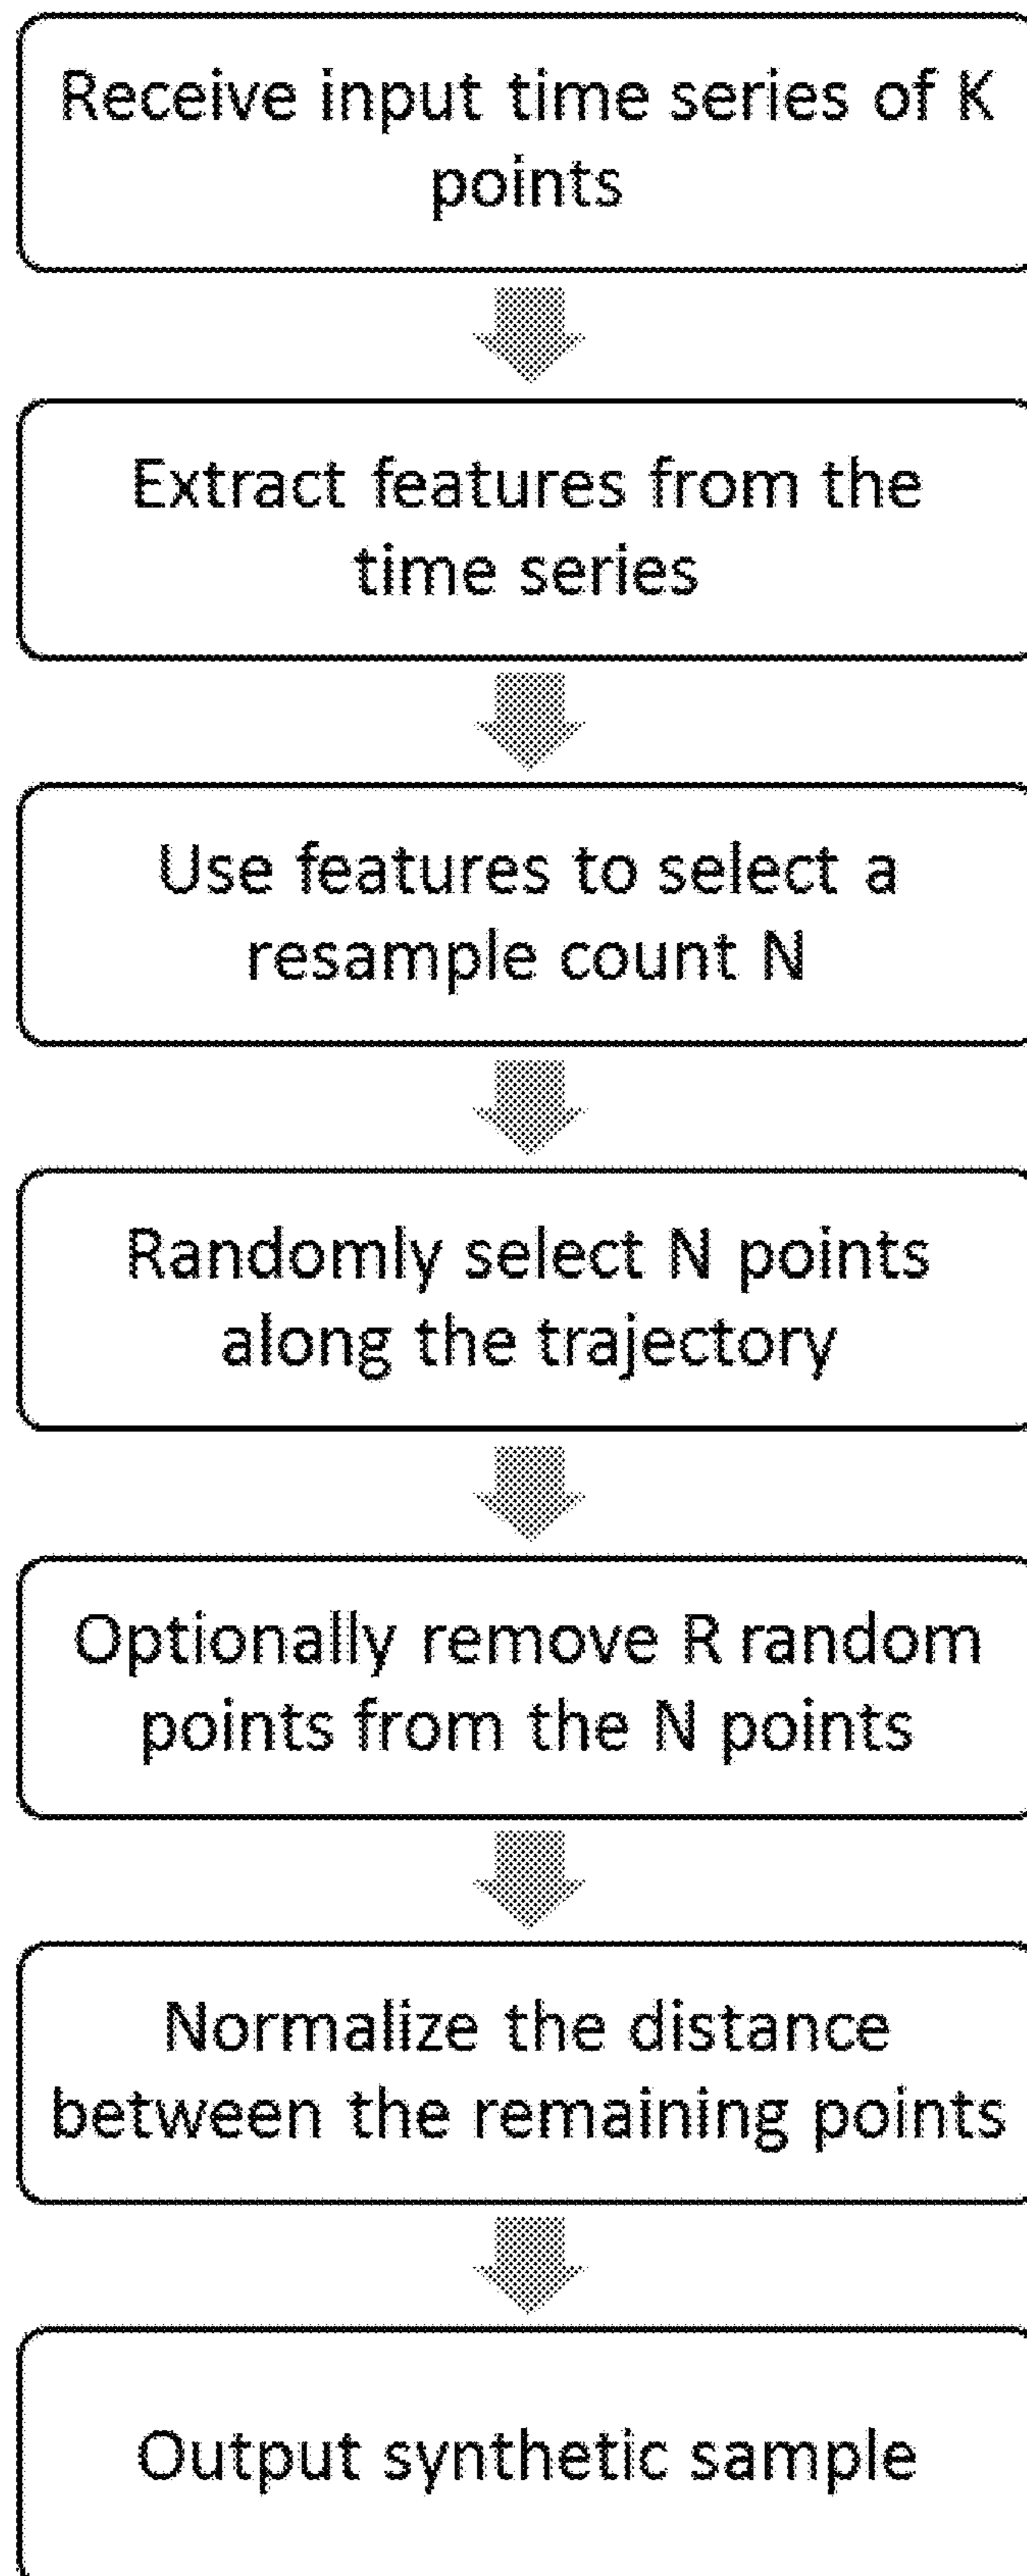 Receive input time series of K
points
Extract features from the
time series
Use features to select a
resample count N
Randomly select N points
along the trajectory
Optionally remove R random
points from the N points
Normalize the distance
between the remaining points
Output synthetic sample